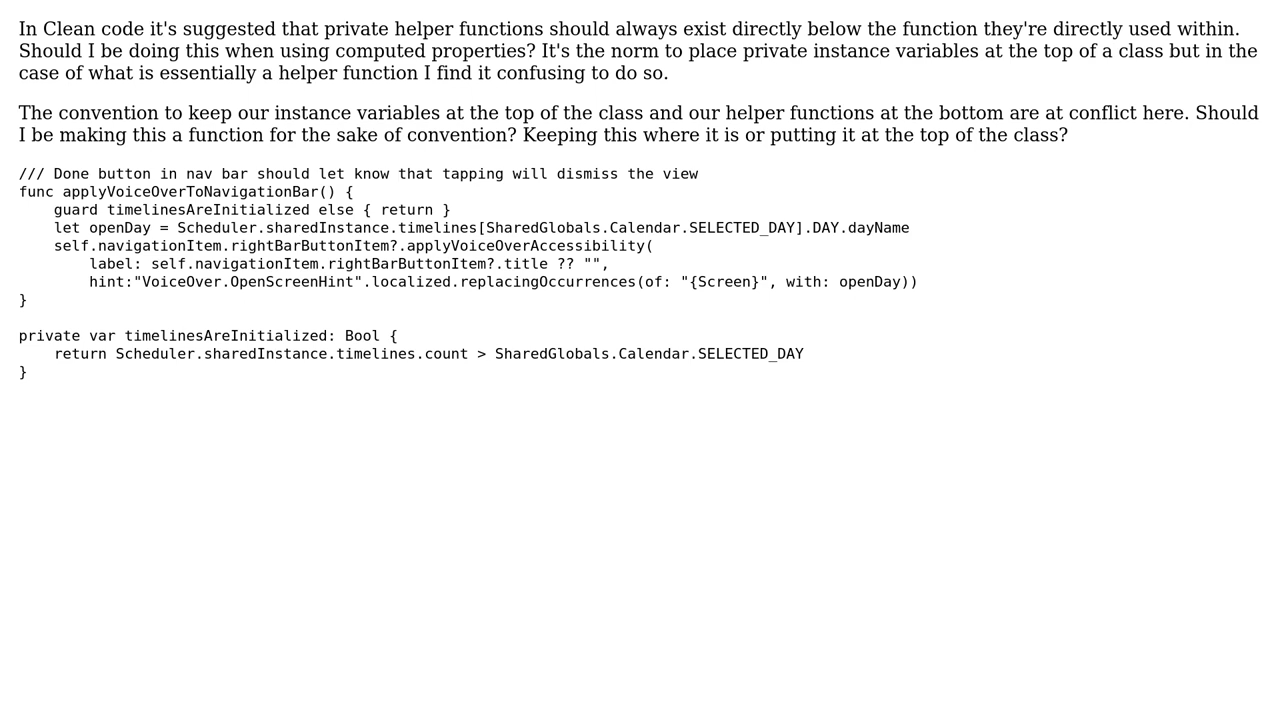 In Clean code it's suggested that private helper functions should always exist directly below the function they're directly used within.
Should I be doing this when using computed properties? It's the norm to place private instance variables at the top of a class but in the
case of what is essentially a helper function I find it confusing to do so.
The convention to keep our instance variables at the top of the class and our helper functions at the bottom are at conflict here. Should
I be making this a function for the sake of convention? Keeping this where it is or putting it at the top of the class?
/// Done button in nav bar should let know that tapping will dismiss the view
func applyVoiceOverToNavigationBar() {
    guard timelinesAreInitialized else { return }
    let openDay = Scheduler.sharedInstance.timelines[SharedGlobals.Calendar.SELECTED_DAY].DAY.dayName
    self.navigationItem.rightBarButtonItem?.applyVoiceOverAccessibility(
        label: self.navigationItem.rightBarButtonItem?.title ?? "",
        hint:"VoiceOver.OpenScreenHint".localized.replacingOccurrences(of: "{Screen}", with: openDay))
}
private var timelinesAreInitialized: Bool {
    return Scheduler.sharedInstance.timelines.count > SharedGlobals.Calendar.SELECTED_DAY
}